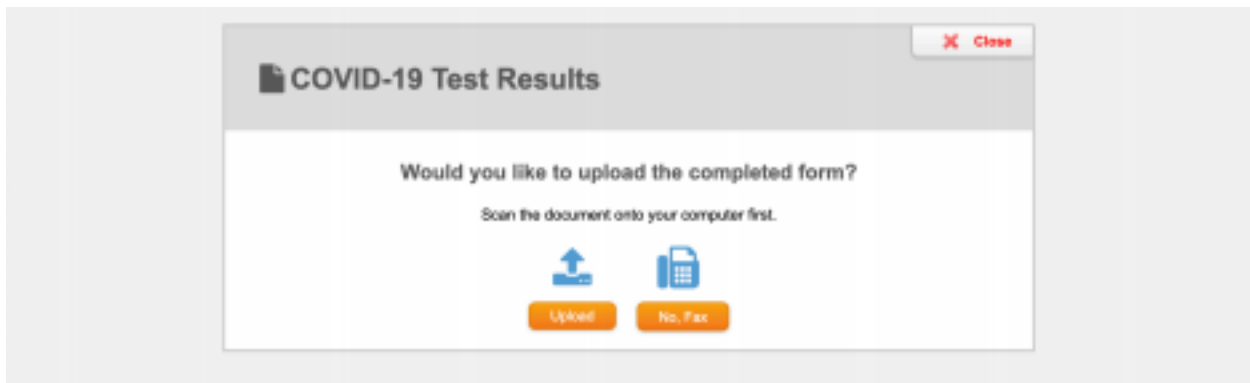 Close
COVID-19 Test Results
Would you like to upload the completed form?
Scan the document onto your computer first.
Upload
No, Fax